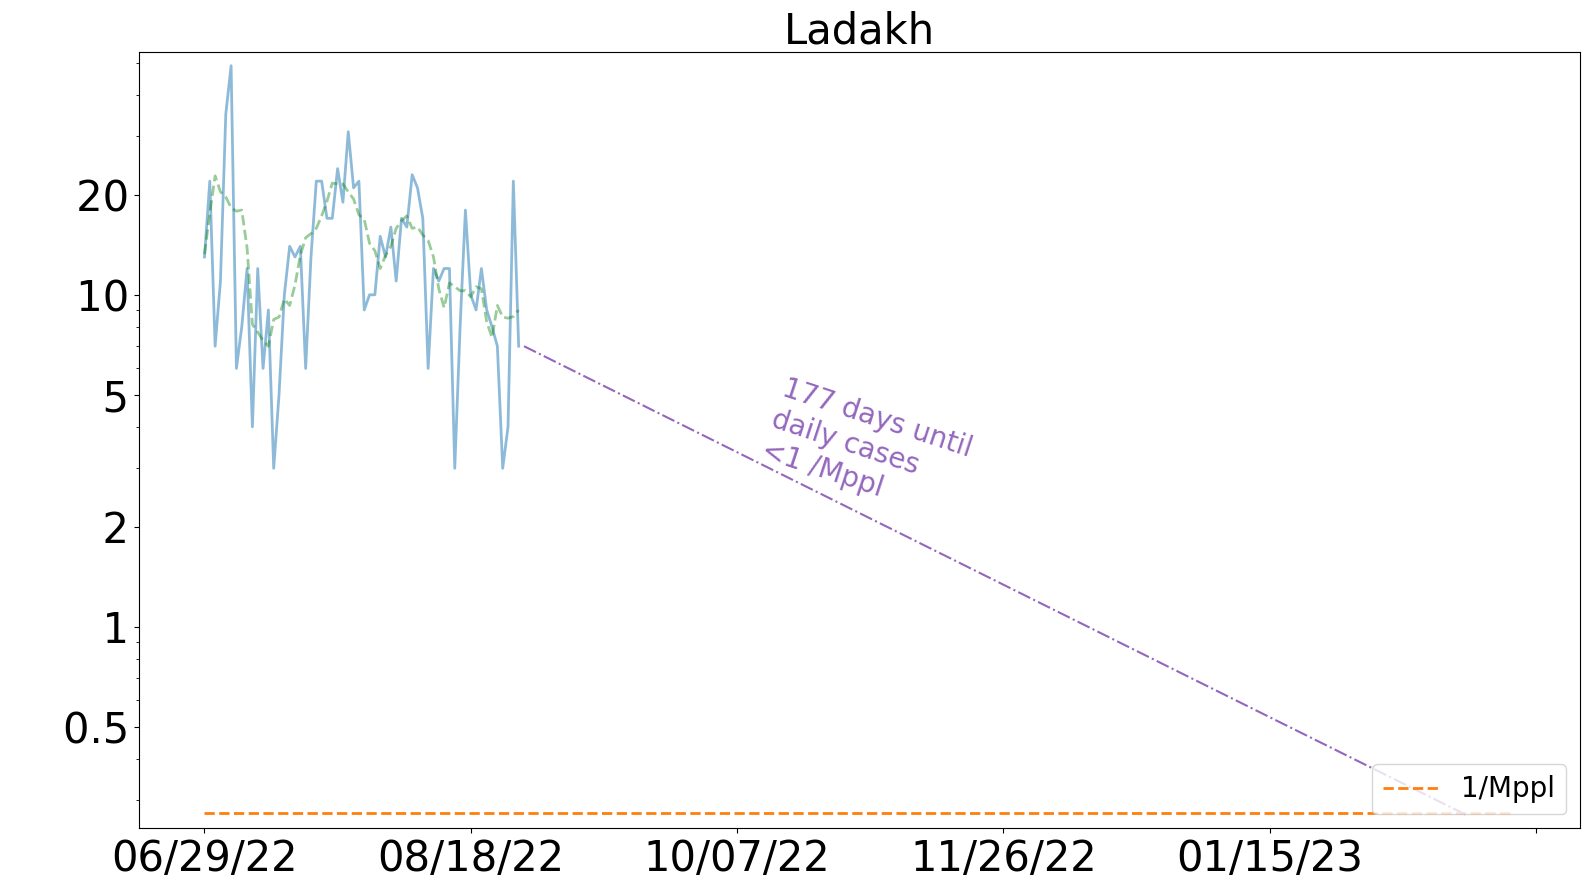 Ladakh
20
10
5
2
1
0.5
177 days until
daily cases
<1 /Mppl
1/Mppl
06/29/22
08/18/22
10/07/22
11/26/22
01/15/23